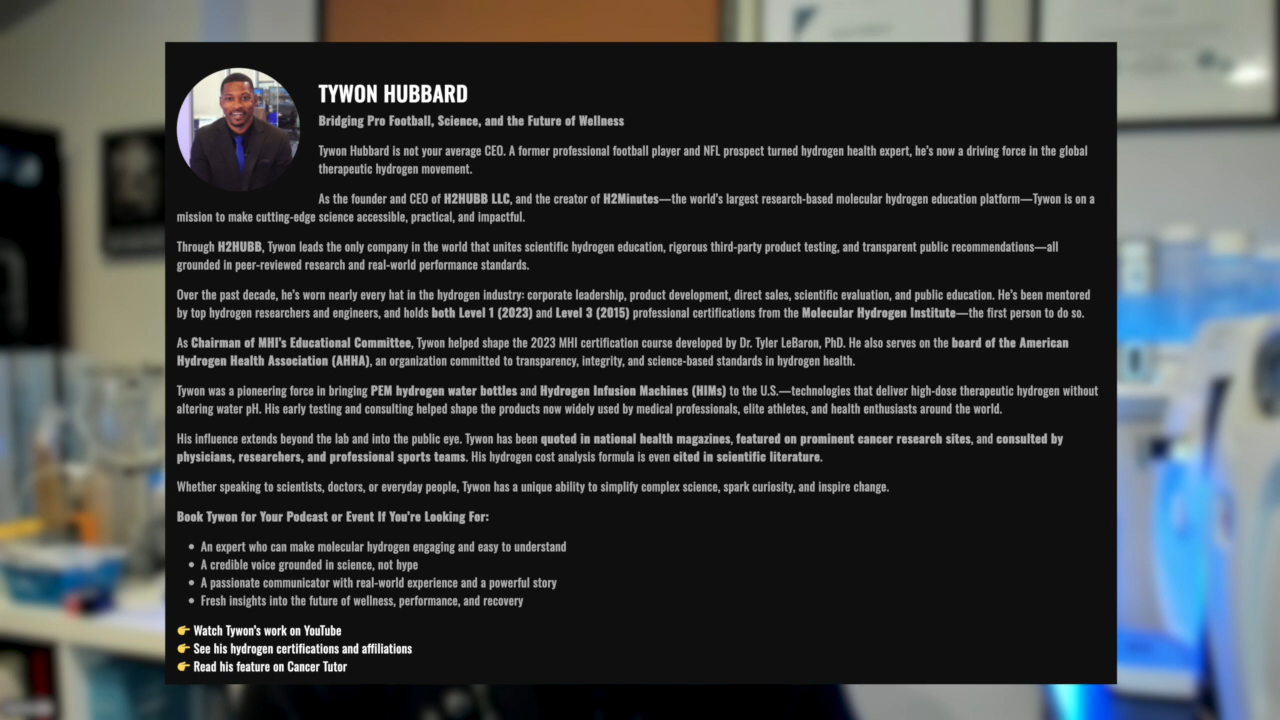 TYWON HUBBARD
Bridging Pro Football, Science, and the Future of Wellness
Tywon Hubbard is not your average CEO. A former professional football player and NFL prospect turned hydrogen health expert, he's now a driving force in the global
therapeutic hydrogen movement.
As the founder and CEO of H2HUBB LLC, and the creator of H2Minutes—the world's largest research-based molecular hydrogen education platform—Tywon is on a
mission to make cutting-edge science accessible, practical, and impactful.
Through H2HUBB, Tywon leads the only company in the world that unites scientific hydrogen education, rigorous third-party product testing, and transparent public recommendations—all
grounded in peer-reviewed research and real-world performance standards.
Over the past decade, he's worn nearly every hat in the hydrogen industry: corporate leadership, product development, direct sales, scientific evaluation, and public education. He's been mentored
by top hydrogen researchers and engineers, and holds both Level 1 (2023) and Level 3 (2015) professional certifications from the Molecular Hydrogen Institute—the first person to do so.
As Chairman of MHI's Educational Committee, Tywon helped shape the 2023 MHI certification course developed by Dr. Tyler LeBaron, PhD. He also serves on the board of the American
Hydrogen Health Association (AHHA), an organization committed to transparency, integrity, and science-based standards in hydrogen health.
Tywon was a pioneering force in bringing PEM hydrogen water bottles and Hydrogen Infusion Machines (HIMs) to the U.S.—technologies that deliver high-dose therapeutic hydrogen without
altering water pH. His early testing and consulting helped shape the products now widely used by medical professionals, elite athletes, and health enthusiasts around the world.
His influence extends beyond the lab and into the public eye. Tywon has been quoted in national health magazines, featured on prominent cancer research sites, and consulted by
physicians, researchers, and professional sports teams. His hydrogen cost analysis formula is even cited in scientific literature.
Whether speaking to scientists, doctors, or everyday people, Tywon has a unique ability to simplify complex science, spark curiosity, and inspire change.
Book Tywon for Your Podcast or Event If You're Looking For:
• An expert who can make molecular hydrogen engaging and easy to understand
• A credible voice grounded in science, not hype
• A passionate communicator with real-world experience and a powerful story
• Fresh insights into the future of wellness, performance, and recovery
👉 Watch Tywon's work on YouTube
👉 See his hydrogen certifications and affiliations
👉 Read his feature on Cancer Tutor